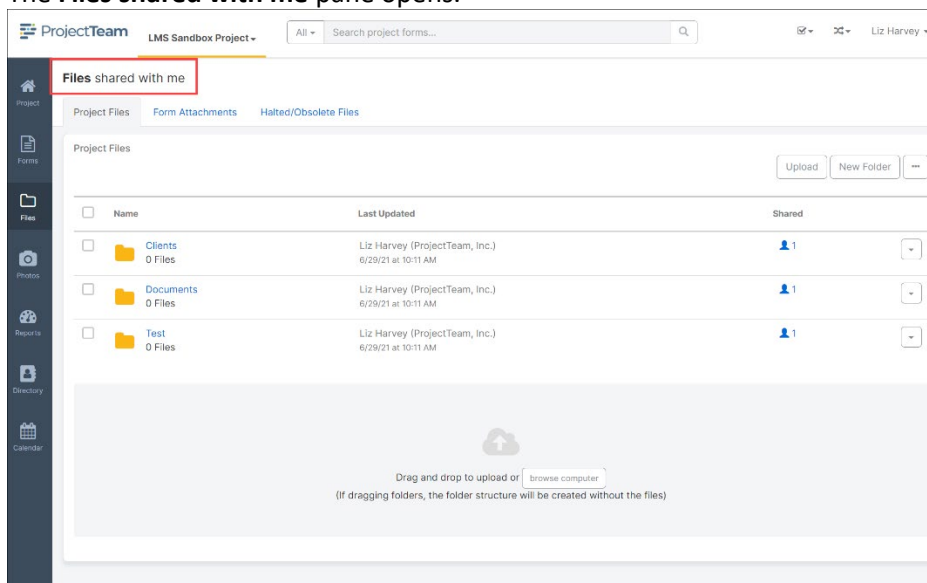 The Files shared with me pane opens.
ProjectTeam LMS Sandbox Project All Search project forms... Liz Harvey
Files shared with me
Project
Project Files Form Attachments Halted/Obsolete Files
Forms
Project Files
Upload New Folder
Files
Name Last Updated Shared
Clients Liz Harvey (ProjectTeam, Inc.) 1
0 Files 6/29/21 at 10:11 AM
Photos
Documents Liz Harvey (ProjectTeam, Inc.) 1
0 Files 6/29/21 at 10:11 AM
Reports
Test Liz Harvey (ProjectTeam, Inc.) 1
0 Files 6/29/21 at 10:11 AM
Directory
Calendar
Drag and drop to upload or browse computer
(If dragging folders, the folder structure will be created without the files)